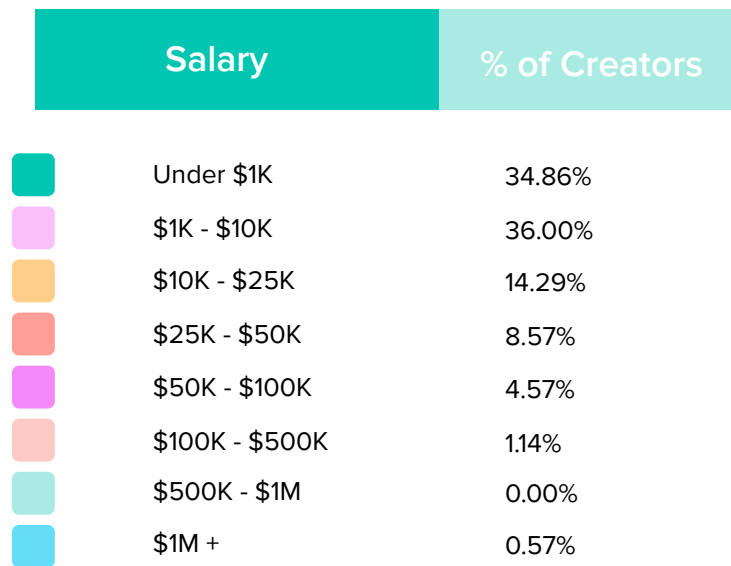 Salary % of Creators
Under $1K 34.86%
$1K - $10K 36.00%
$10K - $25K 14.29%
$25K - $50K 8.57%
$50K - $100K 4.57%
$100K - $500K 1.14%
$500K - $1M 0.00%
$1M + 0.57%